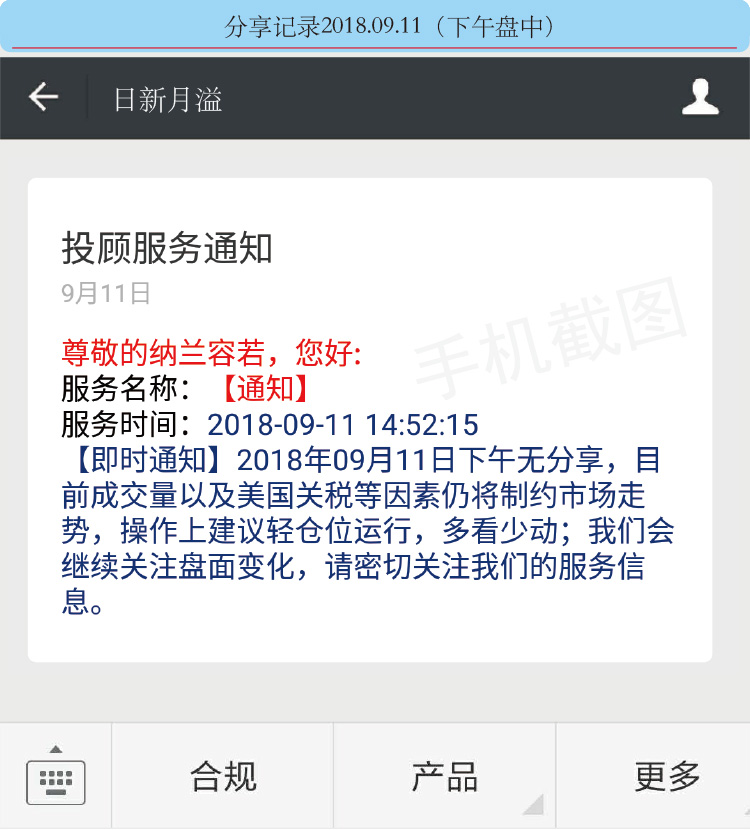 分享记录2018.09.11（下午盘中）
日新月溢
投顾服务通知
9月11日
手机截图
尊敬的纳兰容若，您好:
服务名称：【通知】
服务时间：2018-09-11 14:52:15
【即时通知】2018年09月11日下午无分享，目
前成交量以及美国关税等因素仍将制约市场走
势，操作上建议轻仓位运行，多看少动；我们会
继续关注盘面变化，请密切关注我们的服务信
息。
合规
产品
更多